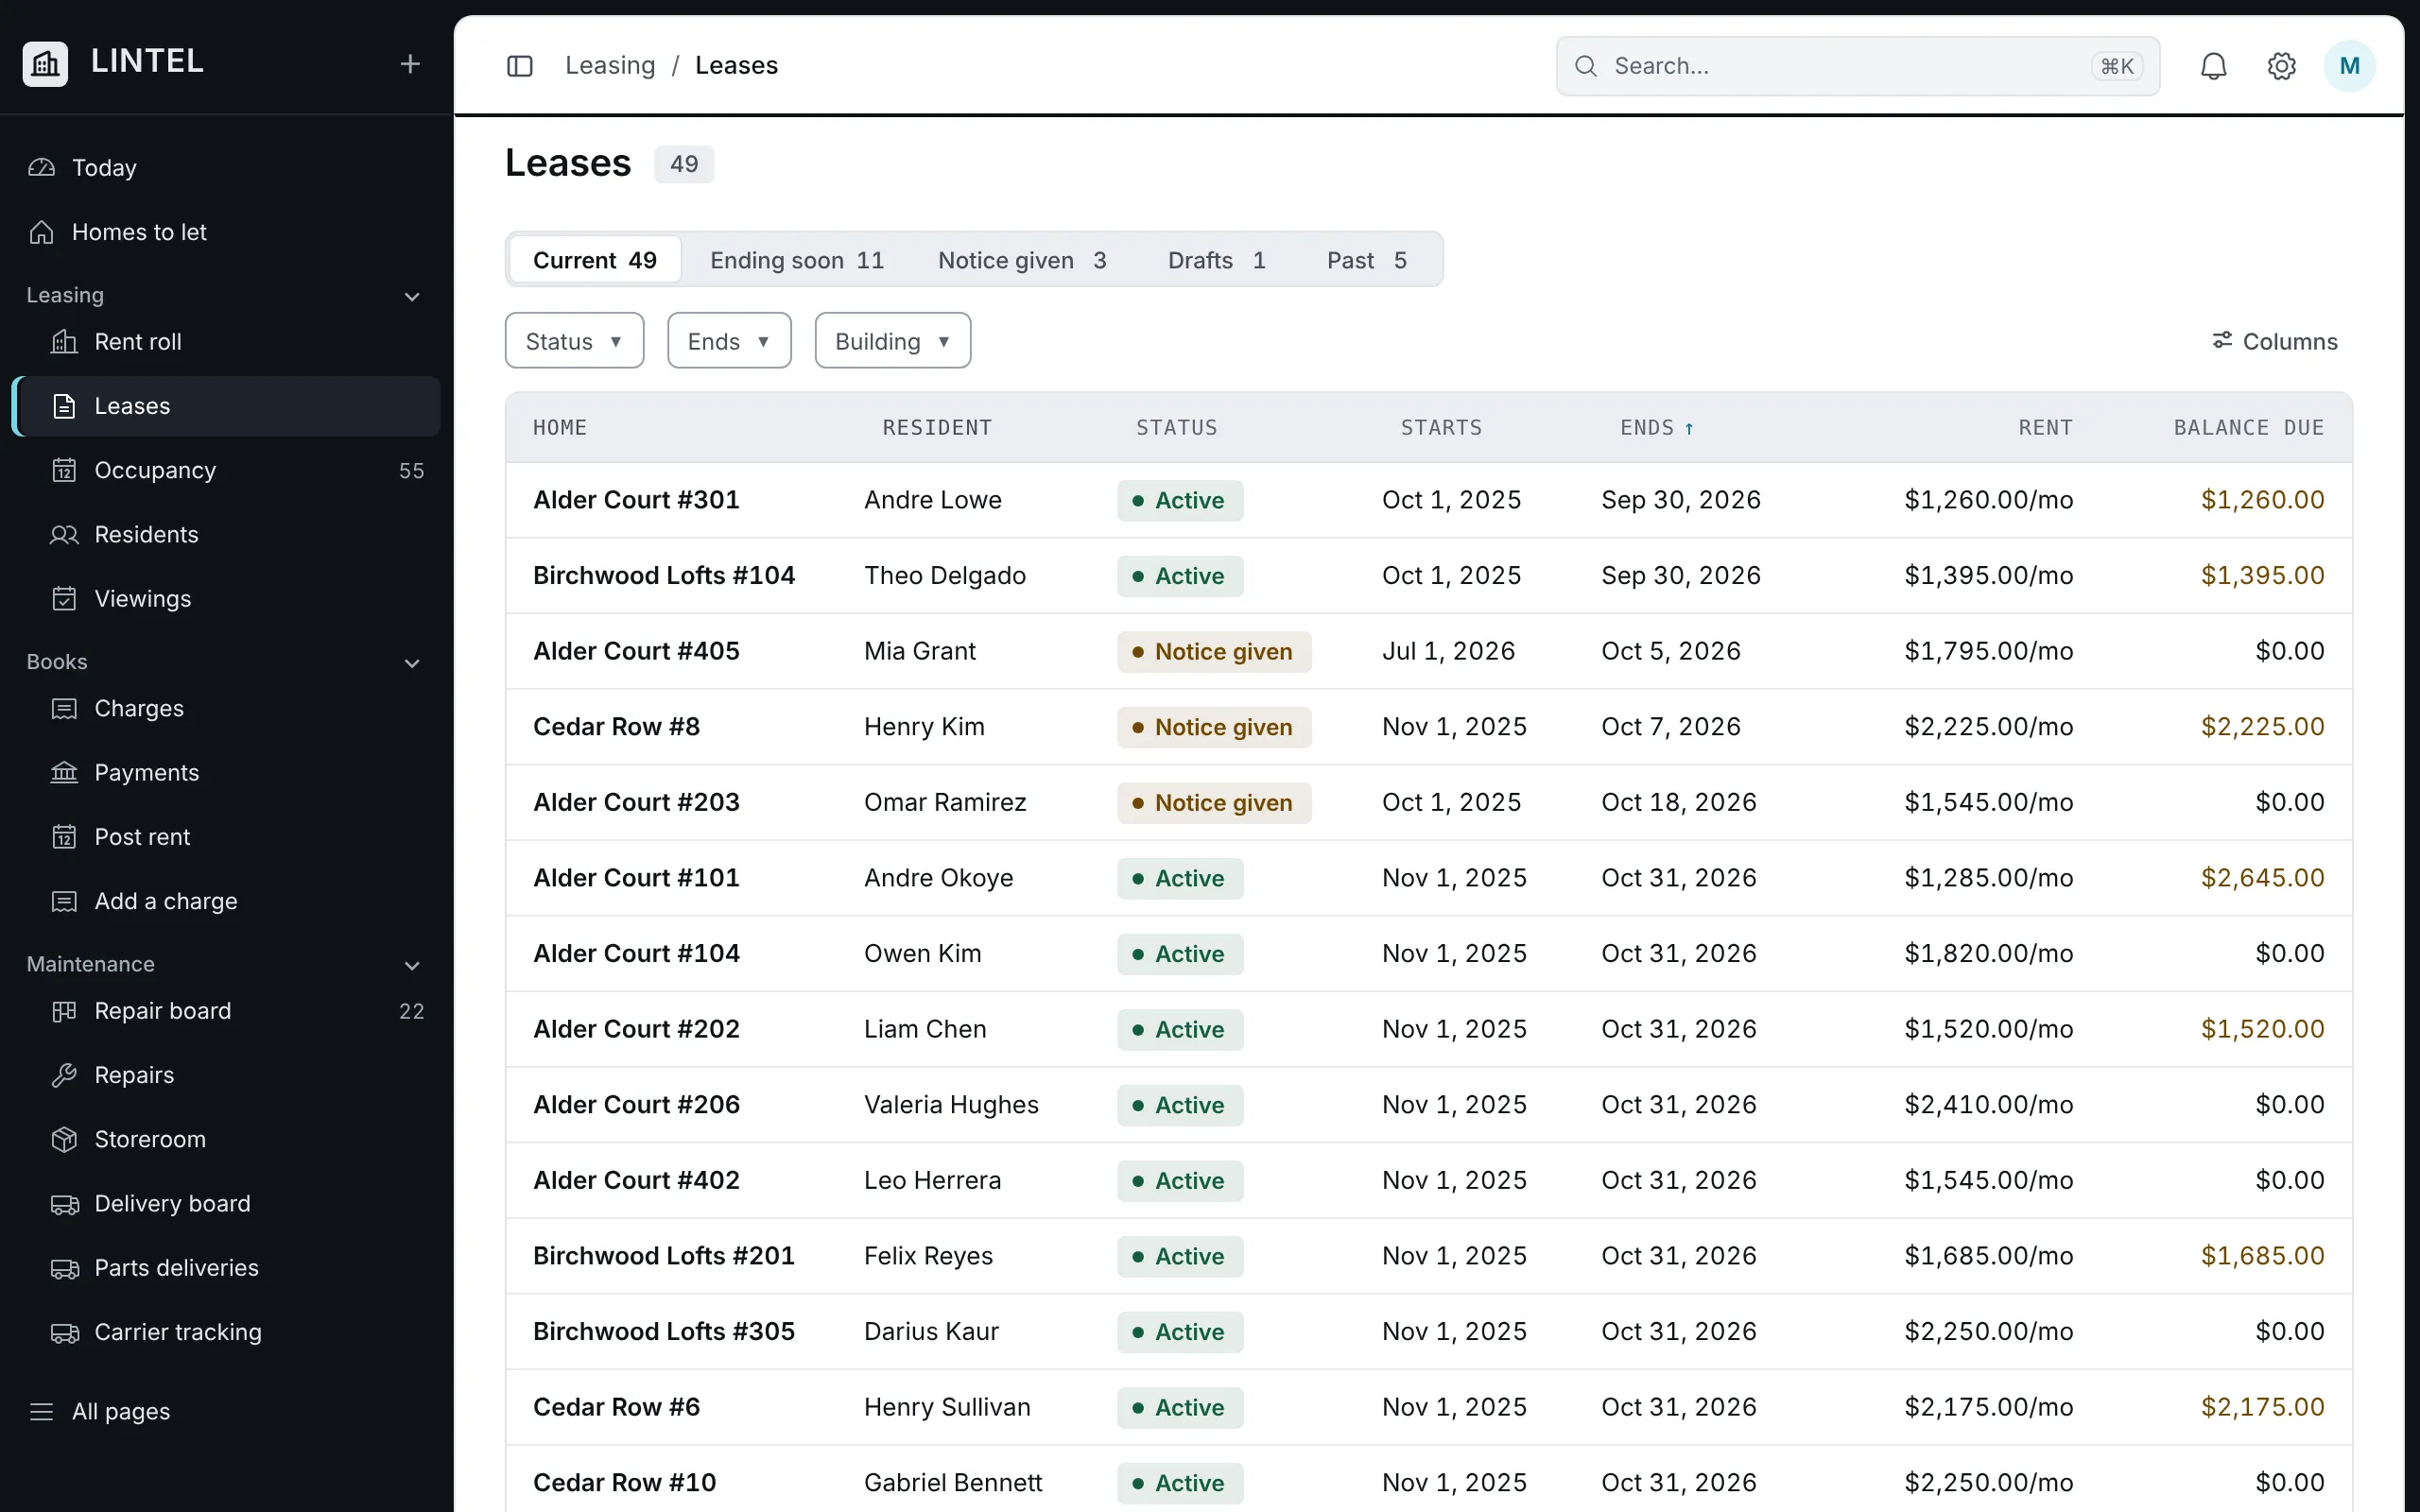 LINTEL
Today
Homes to let
Leasing
Rent roll
Leases
Occupancy 55
Residents
Viewings
Books
Charges
Payments
Post rent
Add a charge
Maintenance
Repair board 22
Repairs
Storeroom
Delivery board
Parts deliveries
Carrier tracking
All pages
Leasing / Leases
Search... ⌘K
M
Leases 49
Current 49 Ending soon 11 Notice given 3 Drafts 1 Past 5
Status ▼ Ends ▼ Building ▼ Columns
HOME RESIDENT STATUS STARTS ENDS ↑ RENT BALANCE DUE
Alder Court #301 Andre Lowe Active Oct 1, 2025 Sep 30, 2026 $1,260.00/mo $1,260.00
Birchwood Lofts #104 Theo Delgado Active Oct 1, 2025 Sep 30, 2026 $1,395.00/mo $1,395.00
Alder Court #405 Mia Grant Notice given Jul 1, 2026 Oct 5, 2026 $1,795.00/mo $0.00
Cedar Row #8 Henry Kim Notice given Nov 1, 2025 Oct 7, 2026 $2,225.00/mo $2,225.00
Alder Court #203 Omar Ramirez Notice given Oct 1, 2025 Oct 18, 2026 $1,545.00/mo $0.00
Alder Court #101 Andre Okoye Active Nov 1, 2025 Oct 31, 2026 $1,285.00/mo $2,645.00
Alder Court #104 Owen Kim Active Nov 1, 2025 Oct 31, 2026 $1,820.00/mo $0.00
Alder Court #202 Liam Chen Active Nov 1, 2025 Oct 31, 2026 $1,520.00/mo $1,520.00
Alder Court #206 Valeria Hughes Active Nov 1, 2025 Oct 31, 2026 $2,410.00/mo $0.00
Alder Court #402 Leo Herrera Active Nov 1, 2025 Oct 31, 2026 $1,545.00/mo $0.00
Birchwood Lofts #201 Felix Reyes Active Nov 1, 2025 Oct 31, 2026 $1,685.00/mo $1,685.00
Birchwood Lofts #305 Darius Kaur Active Nov 1, 2025 Oct 31, 2026 $2,250.00/mo $0.00
Cedar Row #6 Henry Sullivan Active Nov 1, 2025 Oct 31, 2026 $2,175.00/mo $2,175.00
Cedar Row #10 Gabriel Bennett Active Nov 1, 2025 Oct 31, 2026 $2,250.00/mo $0.00